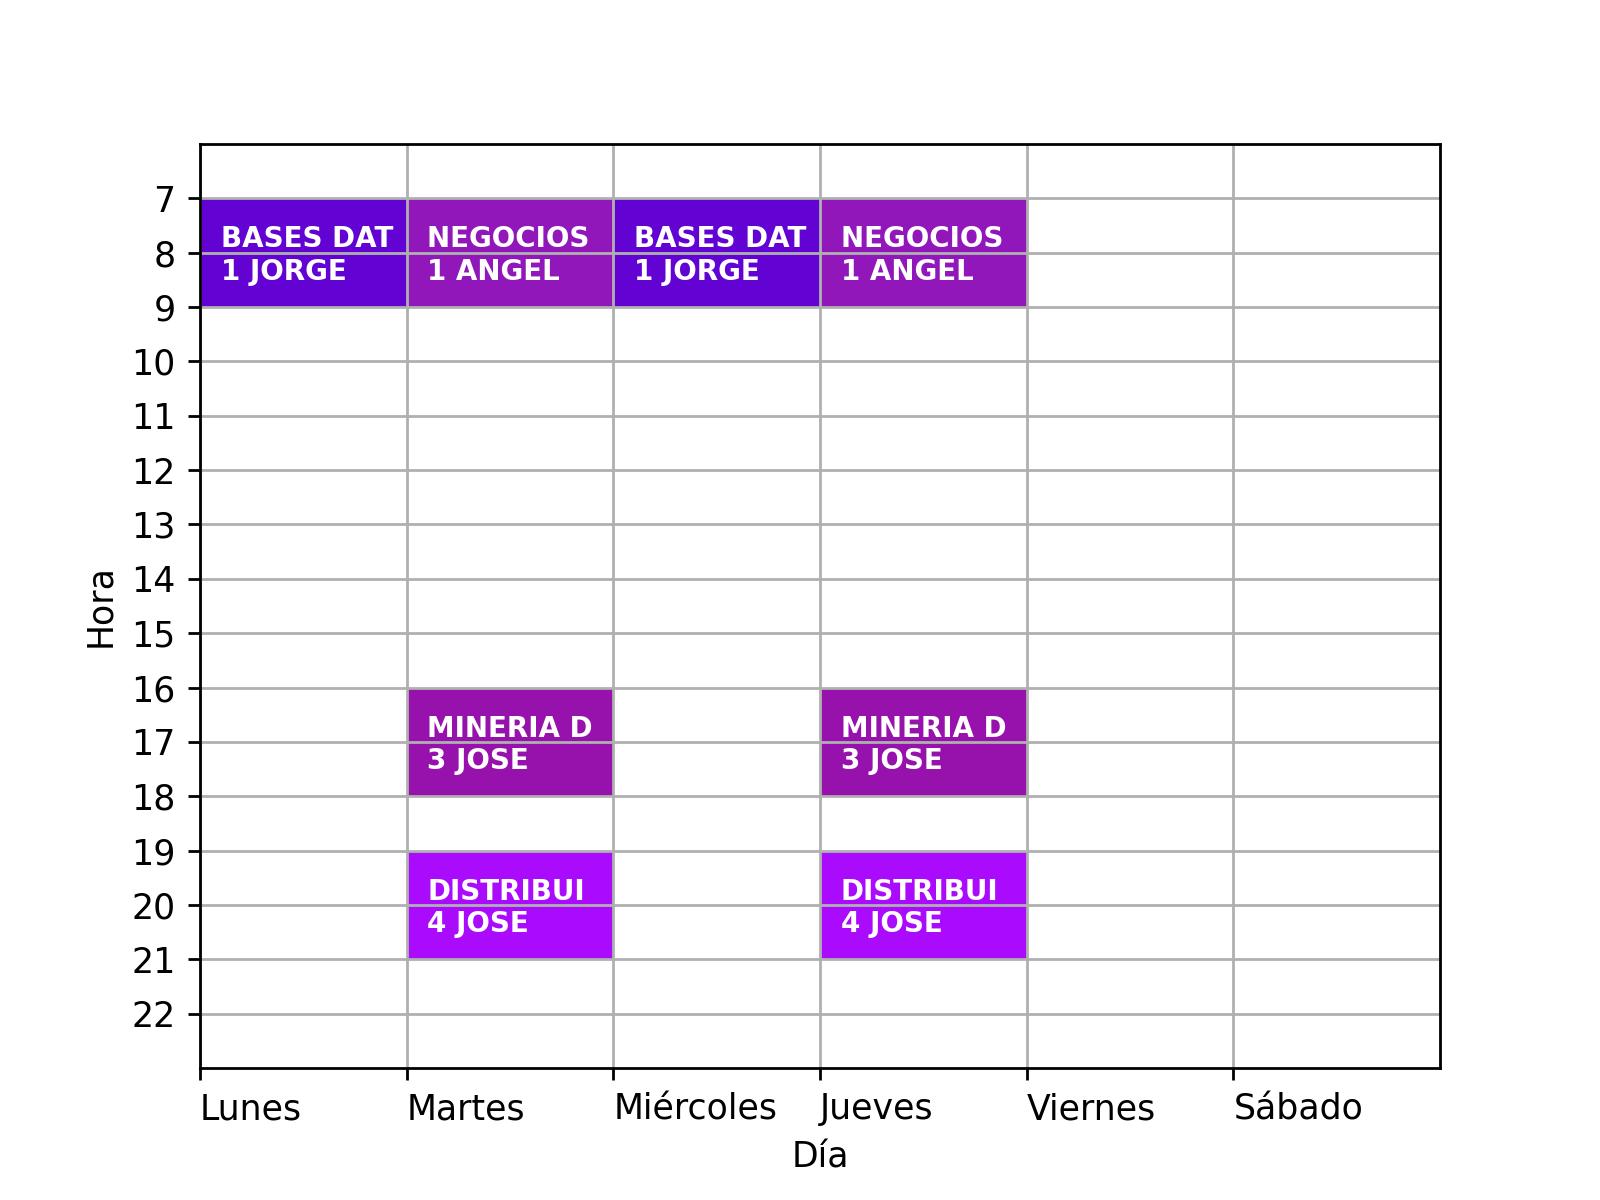 7
BASES DAT
NEGOCIOS
BASES DAT
NEGOCIOS
8
1 JORGE
1 ANGEL
1 JORGE
1 ANGEL
9
10
11
12
13
14
Hora
15
16
MINERIA D
MINERIA D
17
3 JOSE
3 JOSE
18
19
DISTRIBUI
DISTRIBUI
20
4 JOSE
4 JOSE
21
22
Lunes
Martes
Miércoles
Jueves
Viernes
Sábado
Día